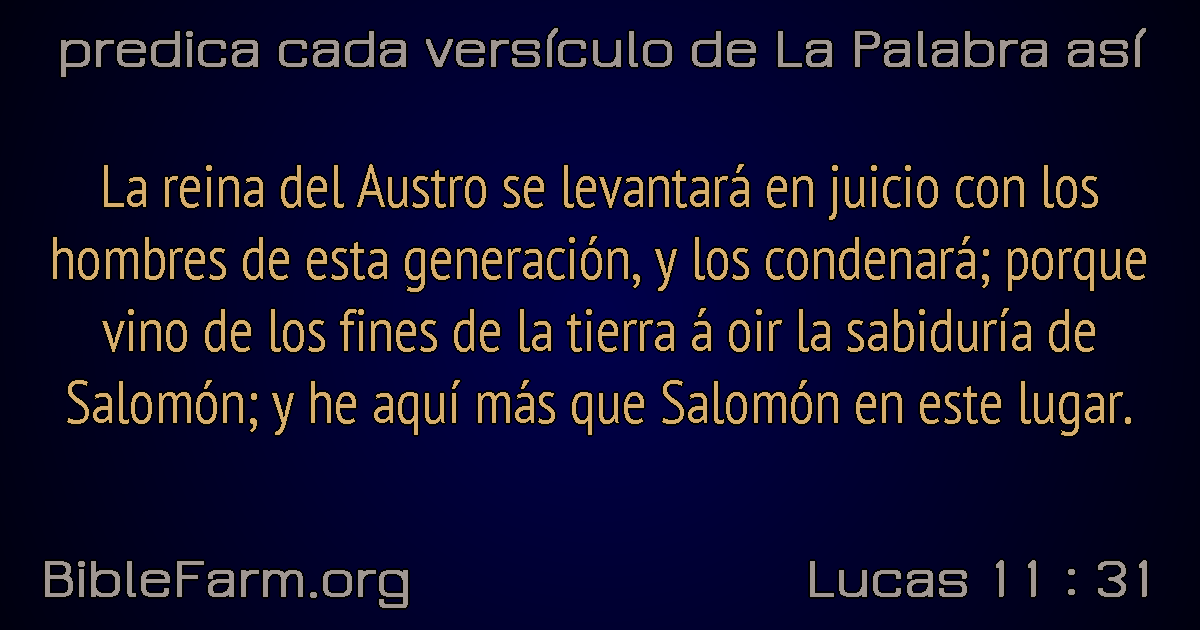 predica cada versículo de La Palabra así
La reina del Austro se levantará en juicio con los
hombres de esta generación, y los condenará; porque
vino de los fines de la tierra á oir la sabiduría de
Salomón; y he aquí más que Salomón en este lugar.
BibleFarm.org
Lucas 11 : 31